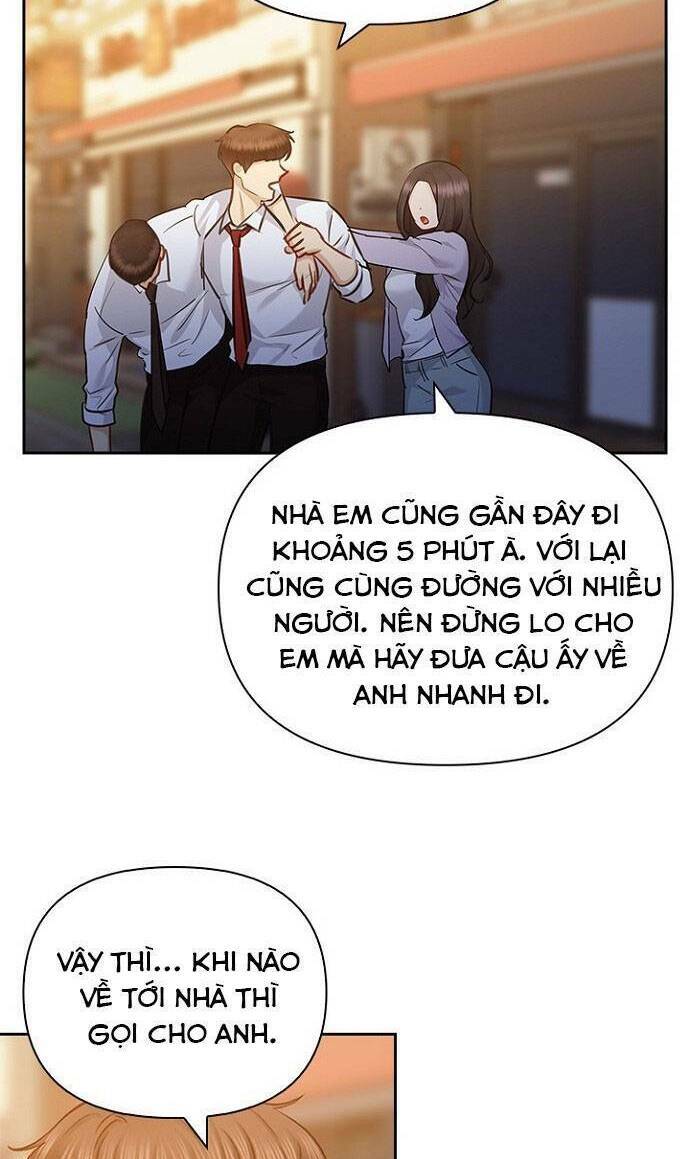 NHÀ EM CŨNG GẦN ĐÂY ĐI
KHOẢNG 5 PHÚT À. VỚI LẠI
CŨNG CÙNG ĐƯỜNG VỚI NHIỀU
NGƯỜI. NÊN ĐỪNG LO CHO
EM MÀ HÃY ĐƯA CẬU ẤY VỀ
ANH NHANH ĐI.
VẬY THÌ... KHI NÀO
VỀ TỚI NHÀ THÌ
GỌI CHO ANH.